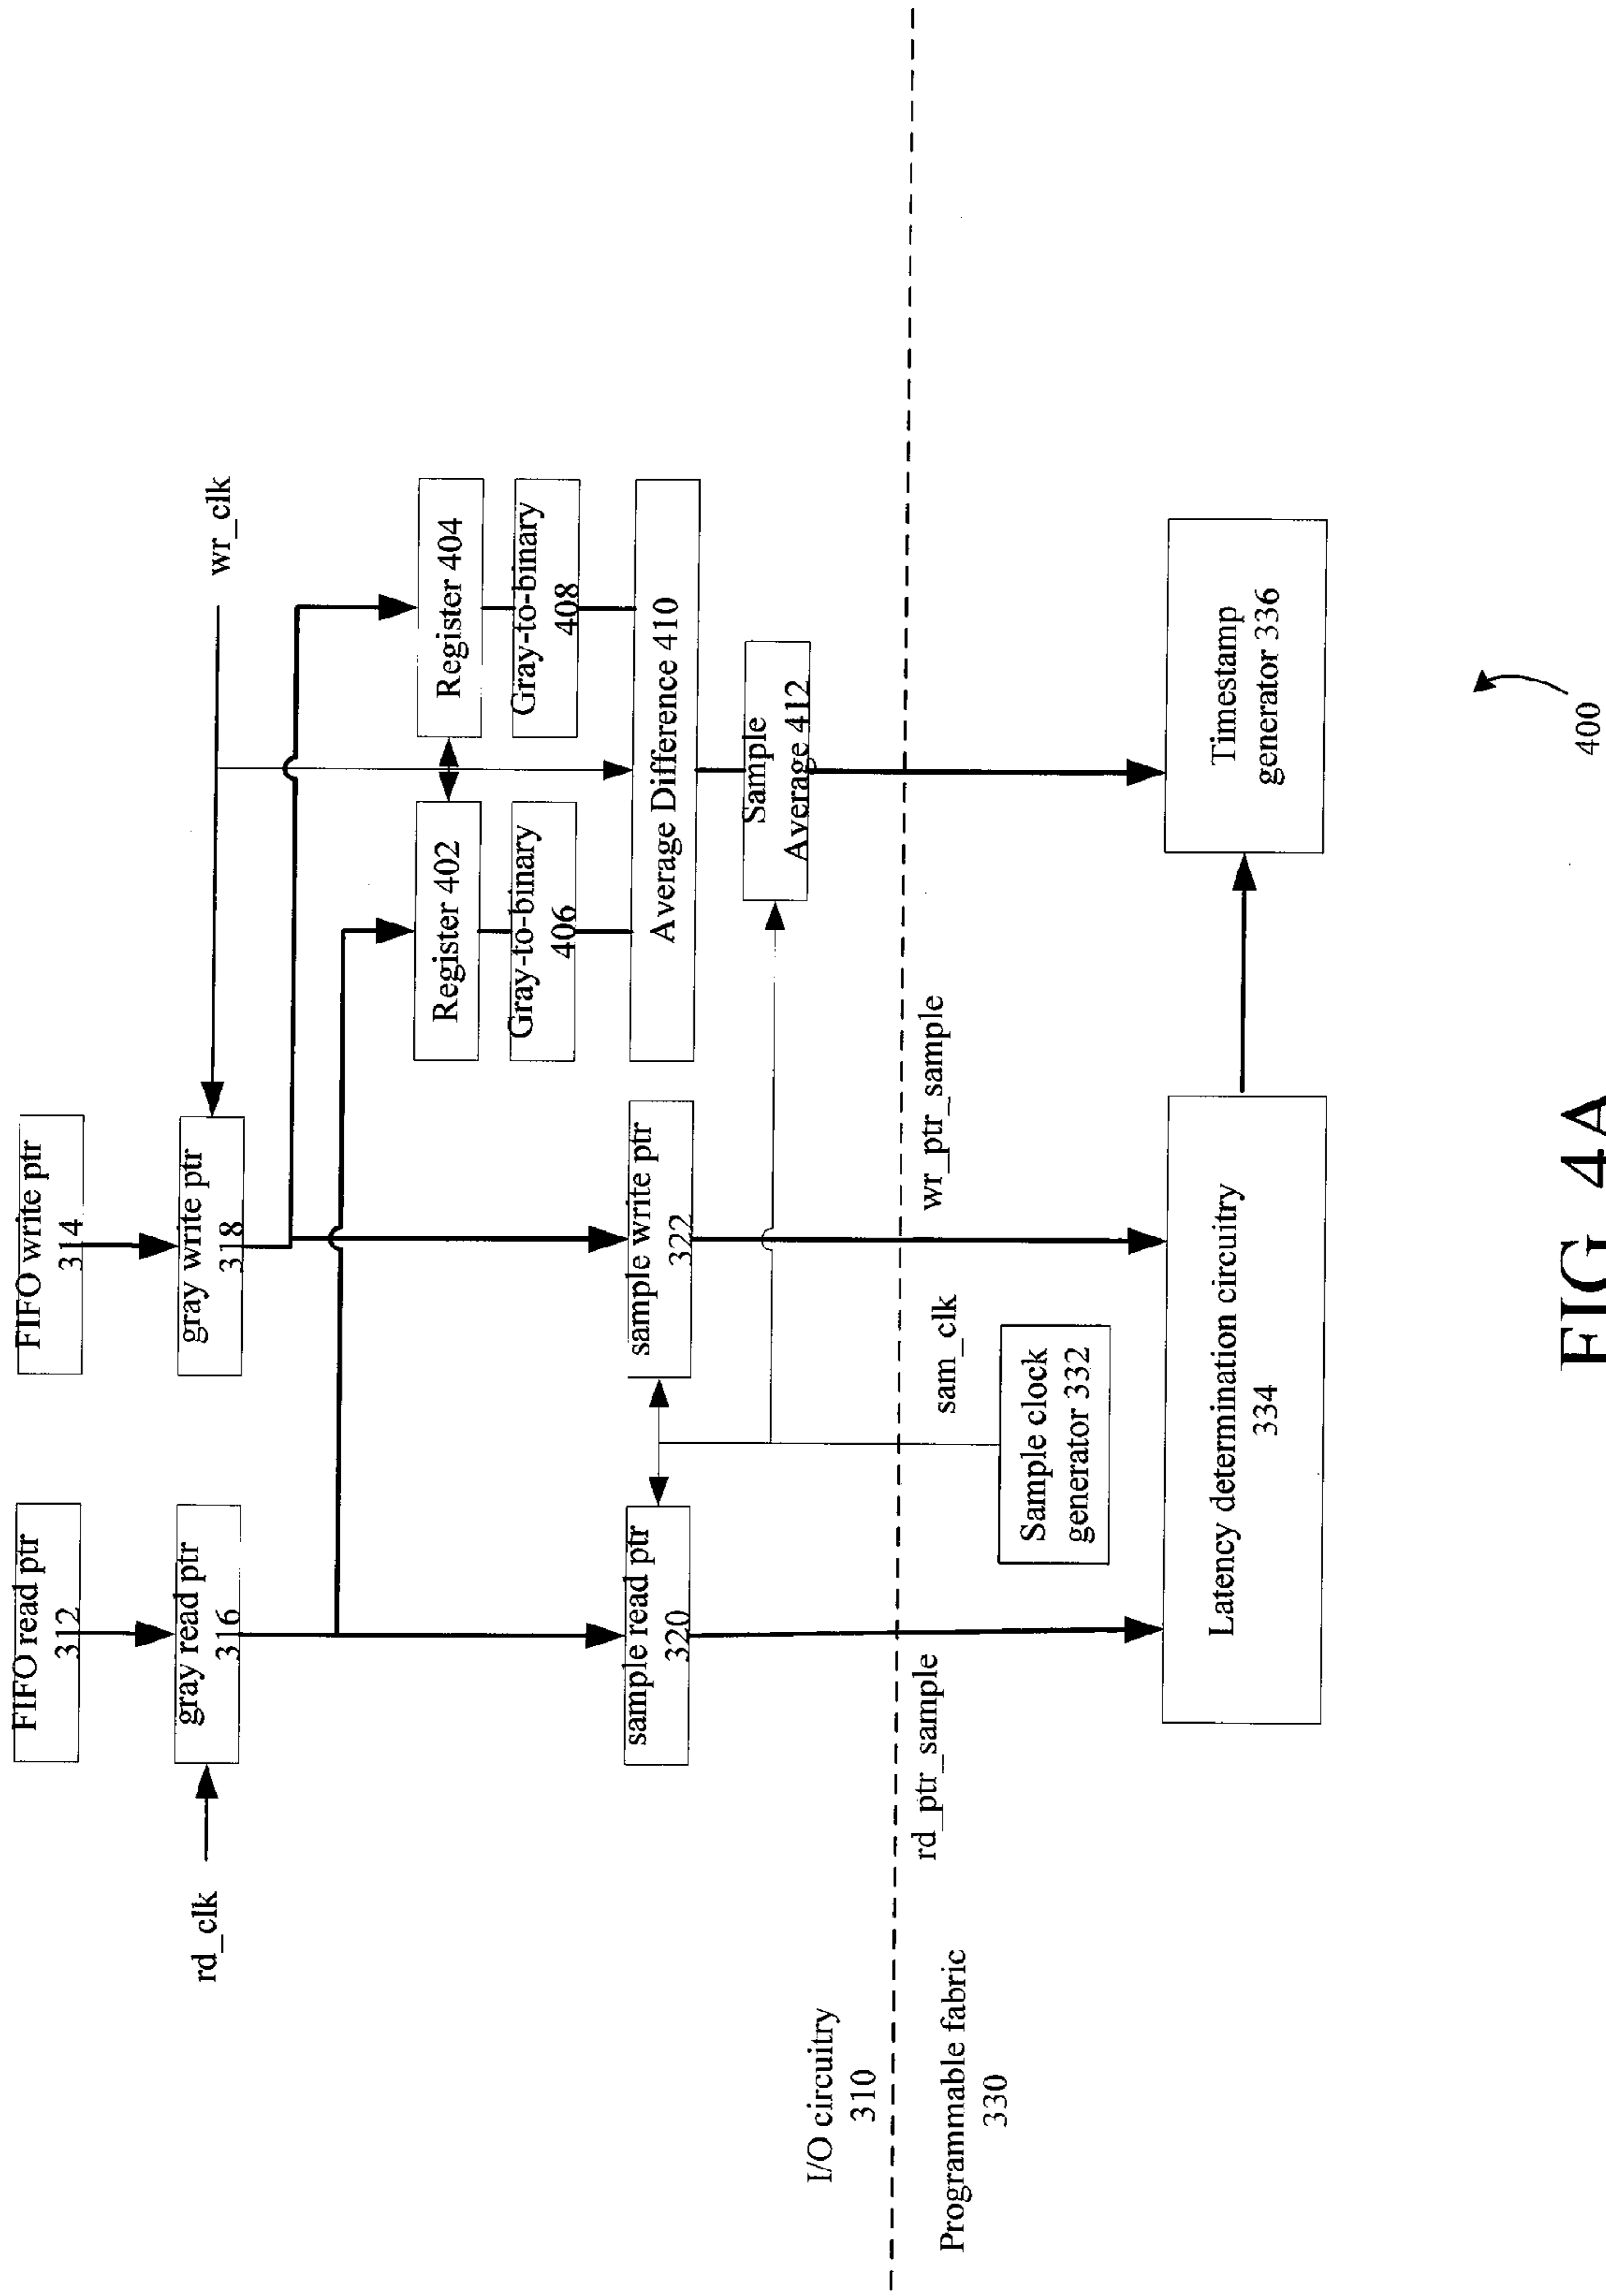 FIFO read ptr
312
FIFO write ptr
314
rd_clk
gray read ptr
316
gray write ptr
318
wr_clk
Register 402
Register 404
Gray-to-binary
406
Gray-to-binary
408
sample read ptr
320
sample write ptr
322
Average Difference 410
Sample
Average 412
I/O circuitry
310
Programmable fabric
330
rd_ptr_sample
sam_clk
wr_ptr_sample
Sample clock
generator 332
Latency determination circuitry
334
Timestamp
generator 336
400
FIG. 4A